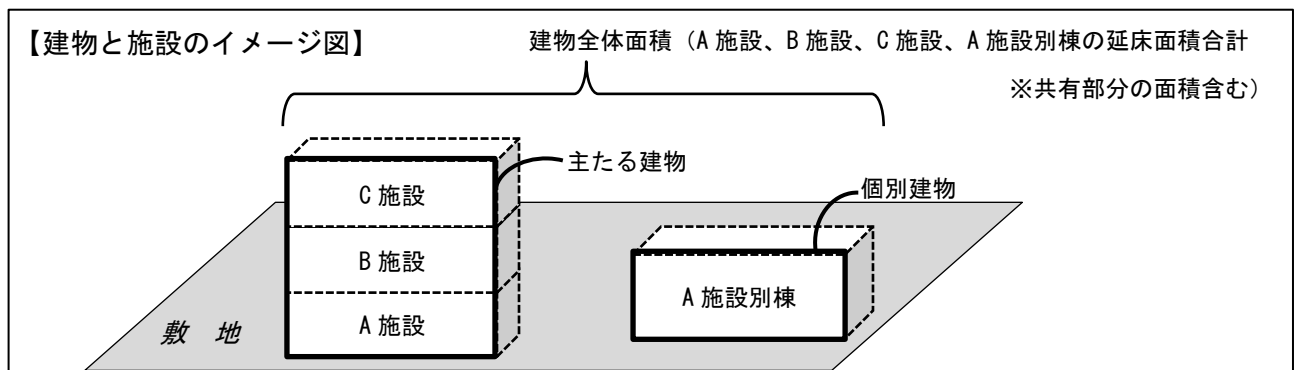 【建物と施設のイメージ図】
建物全体面積（A 施設、B 施設、C 施設、A 施設別棟の延床面積合計
※共有部分の面積含む）
主たる建物
C 施設
個別建物
B 施設
A 施設別棟
A 施設
敷 地